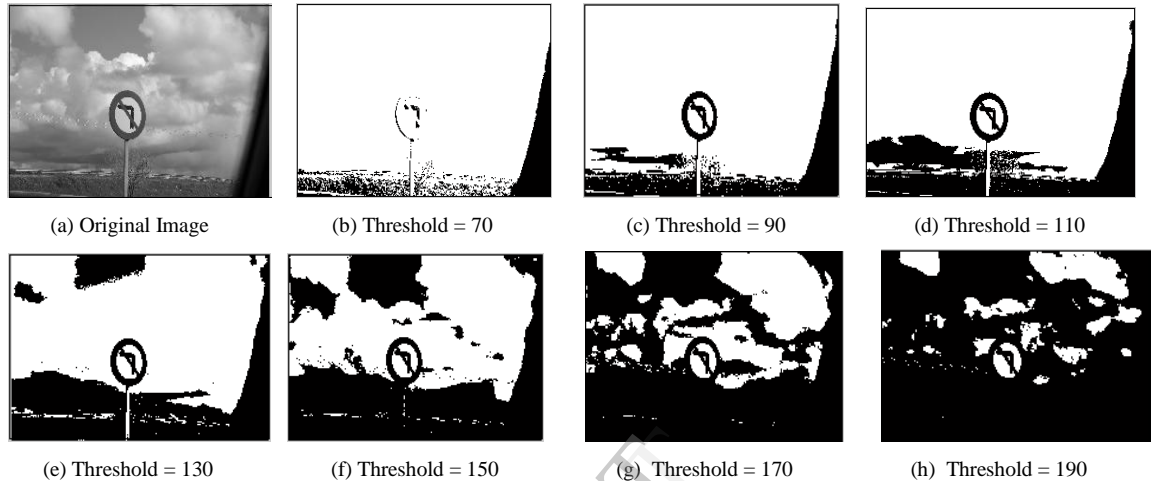 (a) Original Image
(b) Threshold = 70
(c) Threshold = 90
(d) Threshold = 110
(e) Threshold = 130
(f) Threshold = 150
(g) Threshold = 170
(h) Threshold = 190